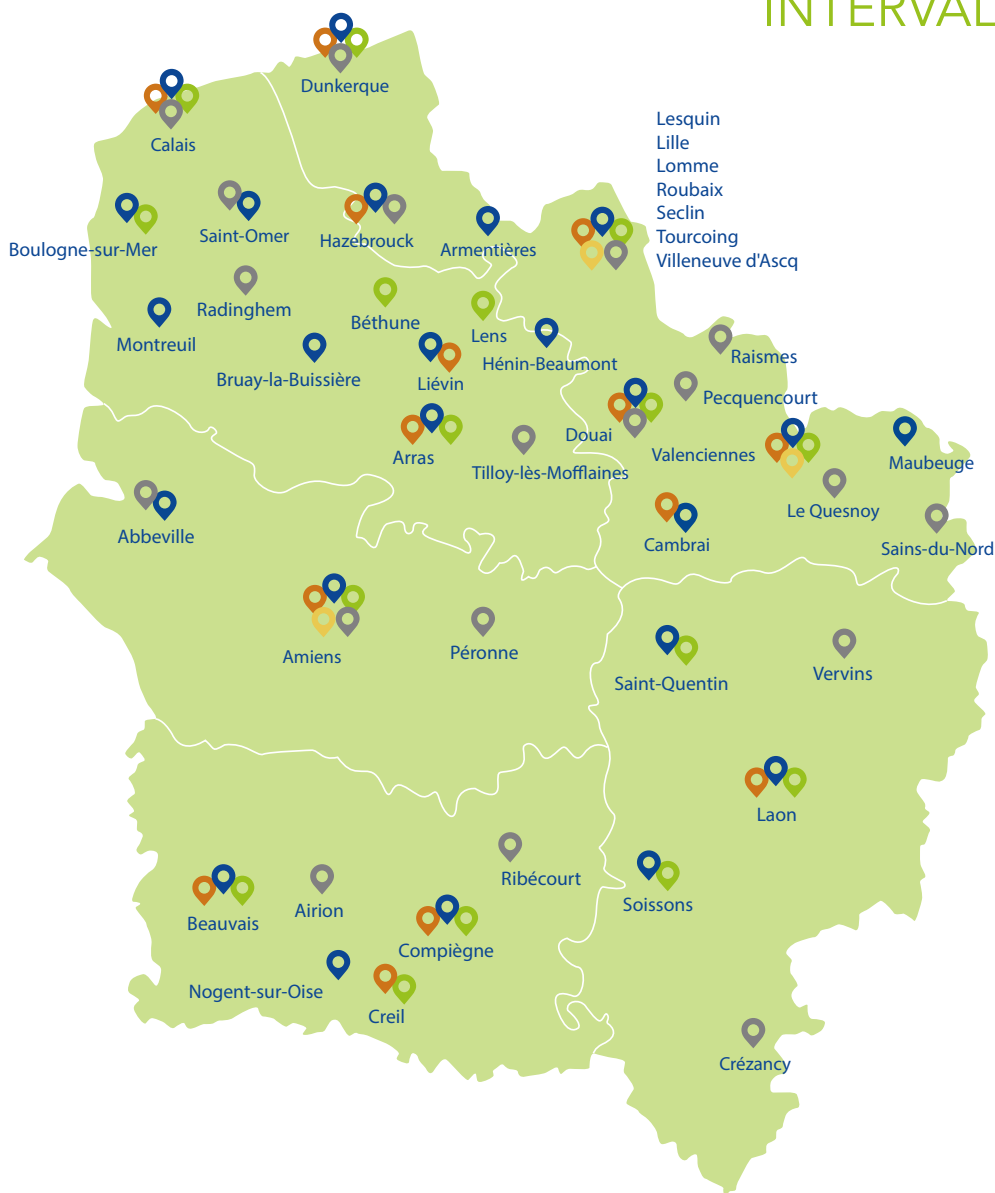 INTERVAL
Dunkerque
Calais
Lesquin
Lille
Lomme
Roubaix
Seclin
Tourcoing
Villeneuve d'Ascq
Boulogne-sur-Mer
Saint-Omer
Hazebrouck
Armentières
Radinghem
Béthune
Lens
Montreuil
Bruay-la-Buissière
Liévin
Hénin-Beaumont
Raismes
Pecquencourt
Arras
Tilloy-lès-Mofflaines
Douai
Valenciennes
Maubeuge
Le Quesnoy
Abbeville
Cambrai
Sains-du-Nord
Amiens
Péronne
Saint-Quentin
Vervins
Laon
Ribécourt
Beauvais
Airion
Soissons
Compiègne
Nogent-sur-Oise
Creil
Crézancy